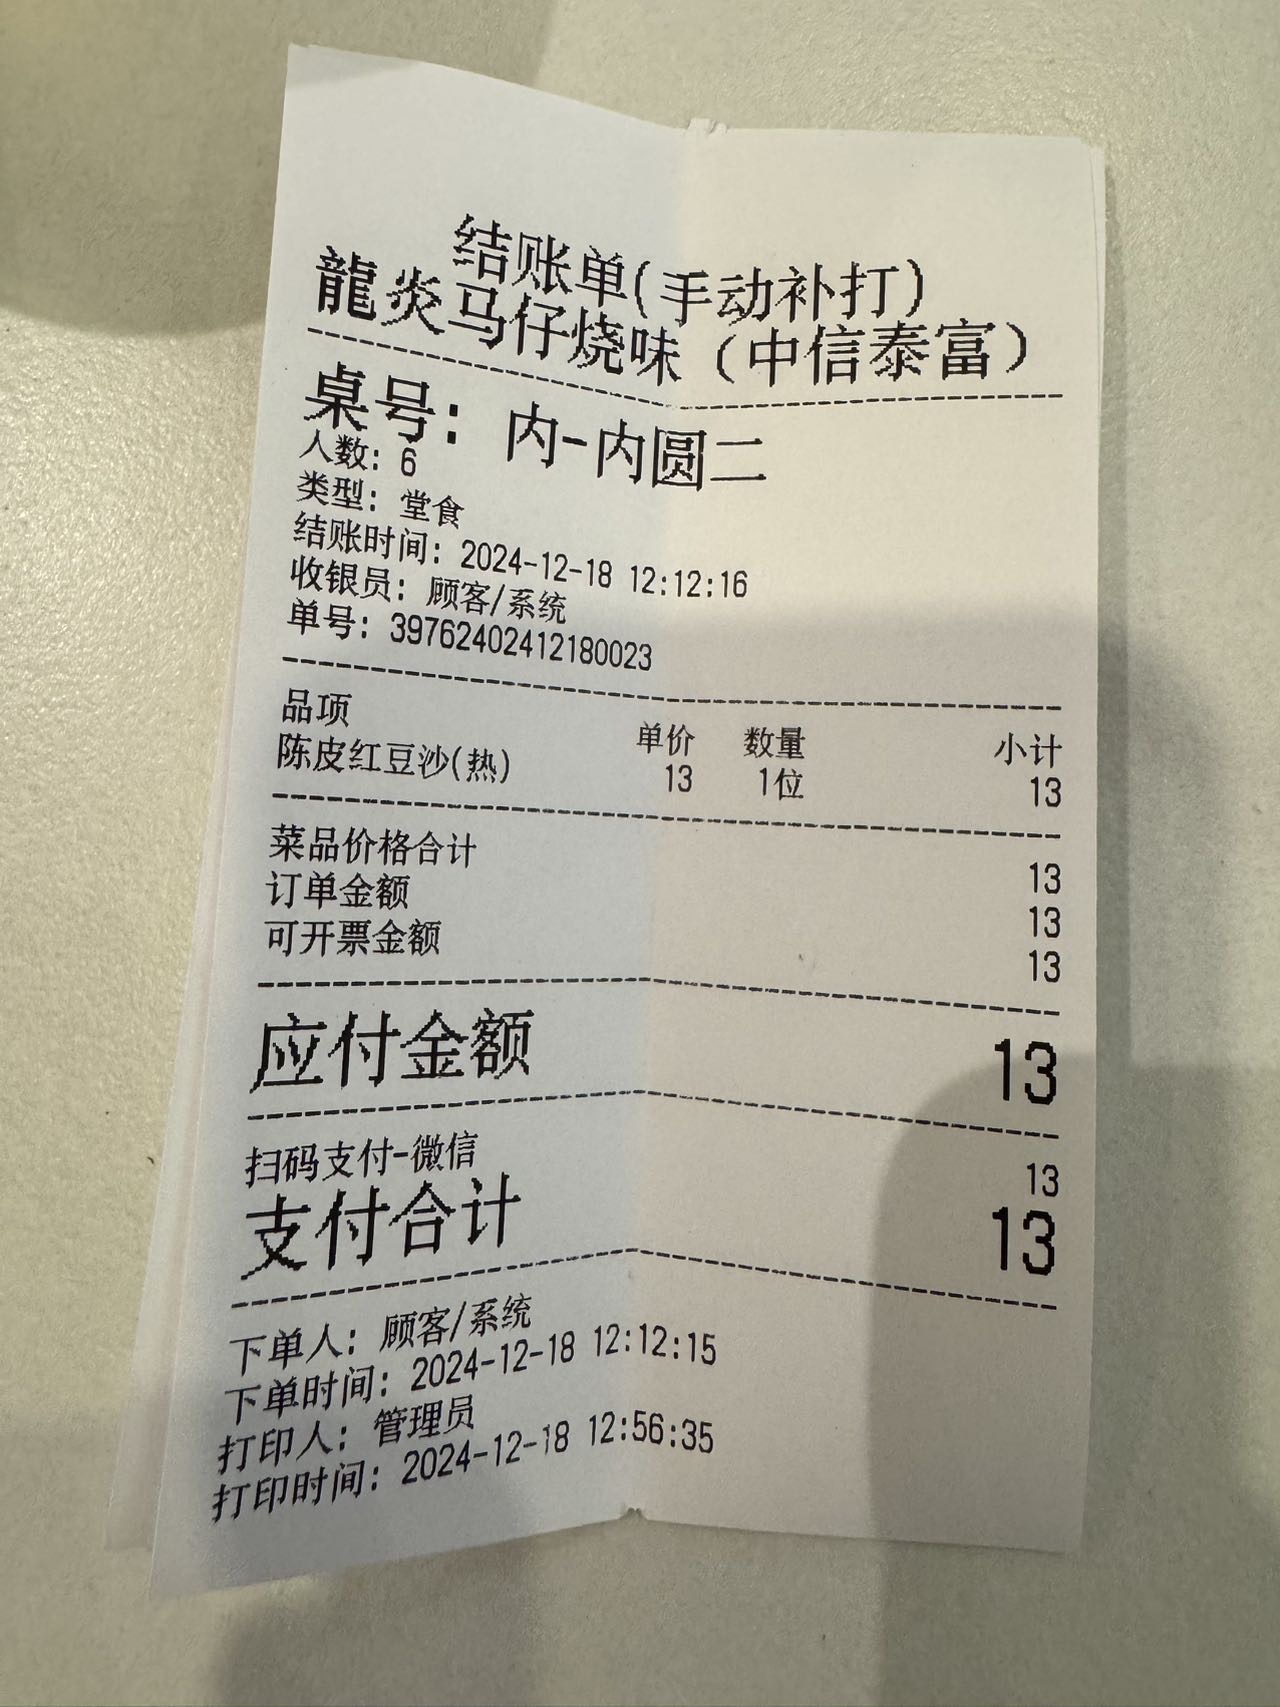 结账单(手动补打)
龍炎马仔烧味（中信泰富）
桌号: 内-内圆二
人数: 6
类型: 堂食
结账时间: 2024-12-18 12:12:16
收银员: 顾客/系统
单号: 39762402412180023
品项 单价 数量 小计
陈皮红豆沙(热) 13 1位 13
菜品价格合计 13
订单金额 13
可开票金额 13
应付金额 13
扫码支付-微信 13
支付合计 13
下单人: 顾客/系统
下单时间: 2024-12-18 12:12:15
打印人: 管理员
打印时间: 2024-12-18 12:56:35